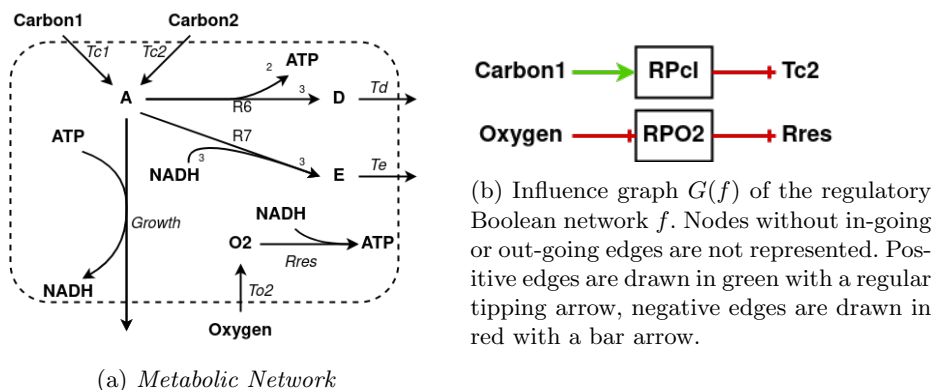 Carbon1 Carbon2
Tc1 Tc2
ATP
2
A 3 D Td
R6
ATP R7
NADH 3 3 E Te
NADH
Growth O2 ATP
Rres
NADH
To2
Oxygen
(a) Metabolic Network
Carbon1 RPcl Tc2
Oxygen RPO2 Rres
(b) Influence graph G(f) of the regulatory
Boolean network f. Nodes without in-going
or out-going edges are not represented. Pos-
itive edges are drawn in green with a regular
tipping arrow, negative edges are drawn in
red with a bar arrow.